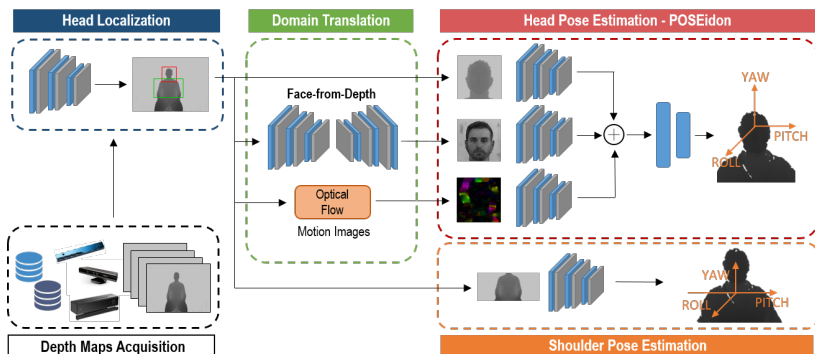 Head Localization
Domain Translation
Head Pose Estimation - POSEidon
Face-from-Depth
Optical
Flow
Motion Images
YAW
PITCH
ROLL
YAW
ROLL
PITCH
Depth Maps Acquisition
Shoulder Pose Estimation